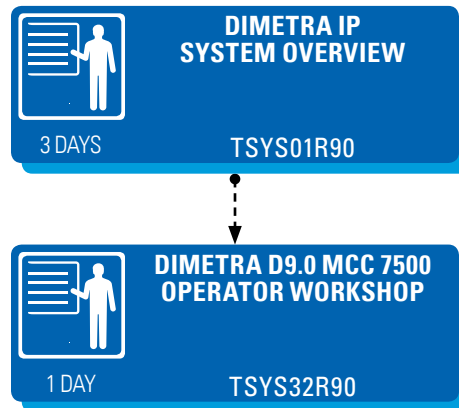 DIMETRA IP
SYSTEM OVERVIEW
3 DAYS
TSYS01R90
DIMETRA D9.0 MCC 7500
OPERATOR WORKSHOP
1 DAY
TSYS32R90